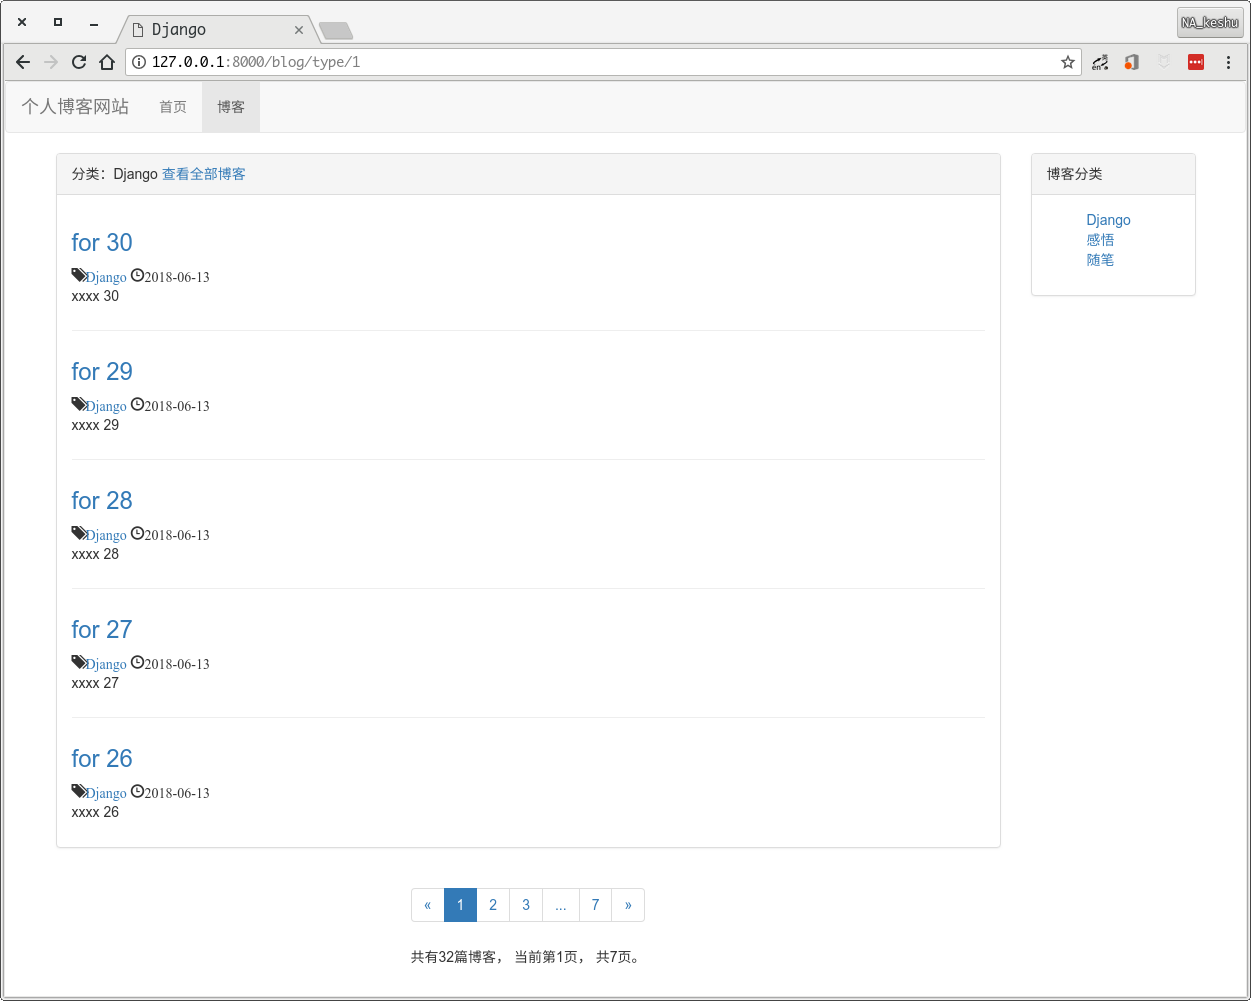 Django
NA_keshu
127.0.0.1:8000/blog/type/1
个人博客网站 首页 博客
分类：Django 查看全部博客
for 30
Django 2018-06-13
xxxx 30
for 29
Django 2018-06-13
xxxx 29
for 28
Django 2018-06-13
xxxx 28
for 27
Django 2018-06-13
xxxx 27
for 26
Django 2018-06-13
xxxx 26
« 1 2 3 ... 7 »
共有32篇博客， 当前第1页， 共7页。
博客分类
Django
感悟
随笔